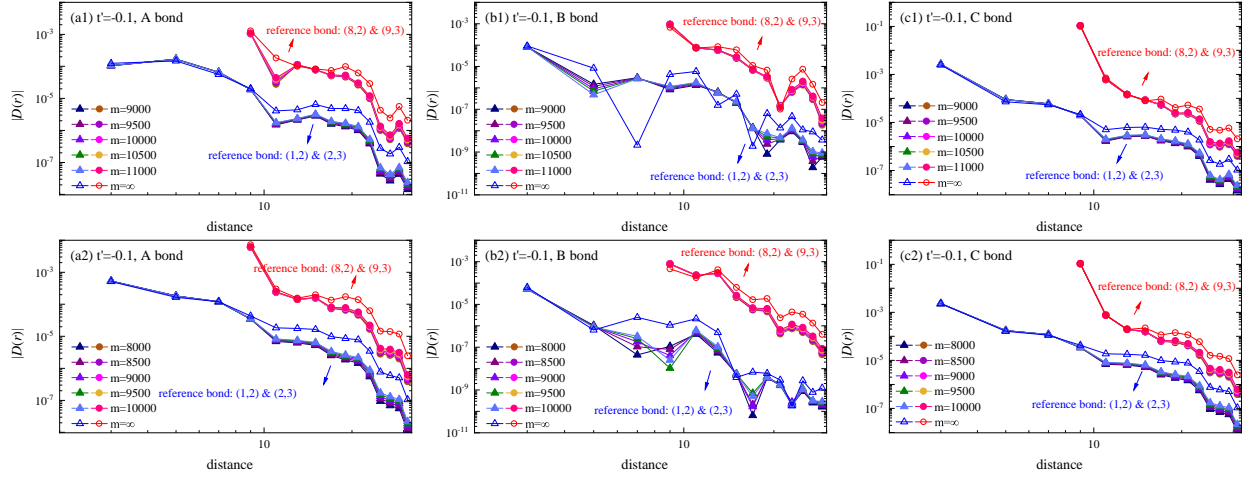 (a1) t'=-0.1, A bond
reference bond: (8,2) & (9,3)
reference bond: (1,2) & (2,3)
|D(r)|
10⁻³
10⁻⁵
10⁻⁷
m=9000
m=9500
m=10000
m=10500
m=11000
m=∞
10
distance
(b1) t'=-0.1, B bond
reference bond: (8,2) & (9,3)
reference bond: (1,2) & (2,3)
|D(r)|
10⁻³
10⁻⁵
10⁻⁷
10⁻⁹
10⁻¹¹
m=9000
m=9500
m=10000
m=10500
m=11000
m=∞
10
distance
(c1) t'=-0.1, C bond
reference bond: (8,2) & (9,3)
reference bond: (1,2) & (2,3)
|D(r)|
10⁻¹
10⁻³
10⁻⁵
10⁻⁷
m=9000
m=9500
m=10000
m=10500
m=11000
m=∞
10
distance
(a2) t'=-0.1, A bond
reference bond: (8,2) & (9,3)
reference bond: (1,2) & (2,3)
|D(r)|
10⁻³
10⁻⁵
10⁻⁷
m=8000
m=8500
m=9000
m=9500
m=10000
m=∞
10
distance
(b2) t'=-0.1, B bond
reference bond: (8,2) & (9,3)
reference bond: (1,2) & (2,3)
|D(r)|
10⁻³
10⁻⁵
10⁻⁷
10⁻⁹
10⁻¹¹
m=8000
m=8500
m=9000
m=9500
m=10000
m=∞
10
distance
(c2) t'=-0.1, C bond
reference bond: (8,2) & (9,3)
reference bond: (1,2) & (2,3)
|D(r)|
10⁻¹
10⁻³
10⁻⁵
10⁻⁷
m=8000
m=8500
m=9000
m=9500
m=10000
m=∞
10
distance